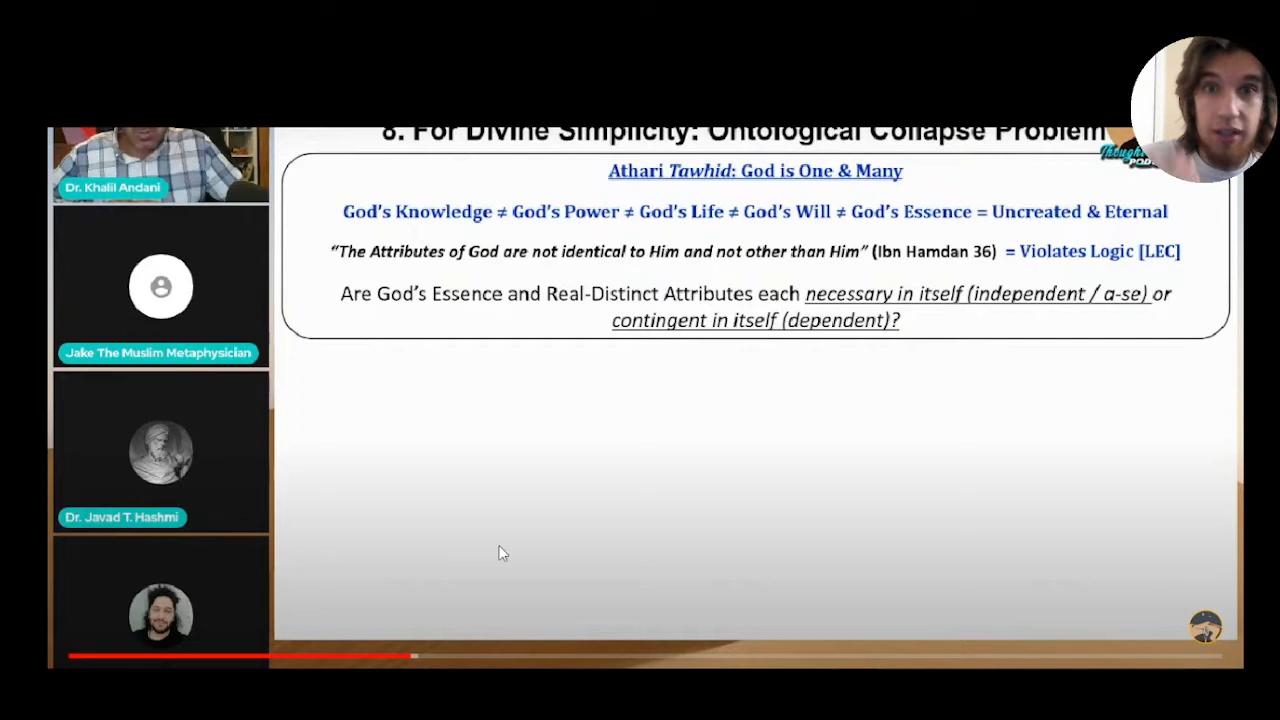 8. For Divine Simplicity: Ontological Collapse Problem
Athari Tawhid: God is One & Many
God's Knowledge ≠ God's Power ≠ God's Life ≠ God's Will ≠ God's Essence = Uncreated & Eternal
"The Attributes of God are not identical to Him and not other than Him" (Ibn Hamdan 36) = Violates Logic [LEC]
Are God's Essence and Real-Distinct Attributes each necessary in itself (independent / a-se) or
contingent in itself (dependent)?
Dr. Khalil Andani
Jake The Muslim Metaphysician
Dr. Javad T. Hashmi